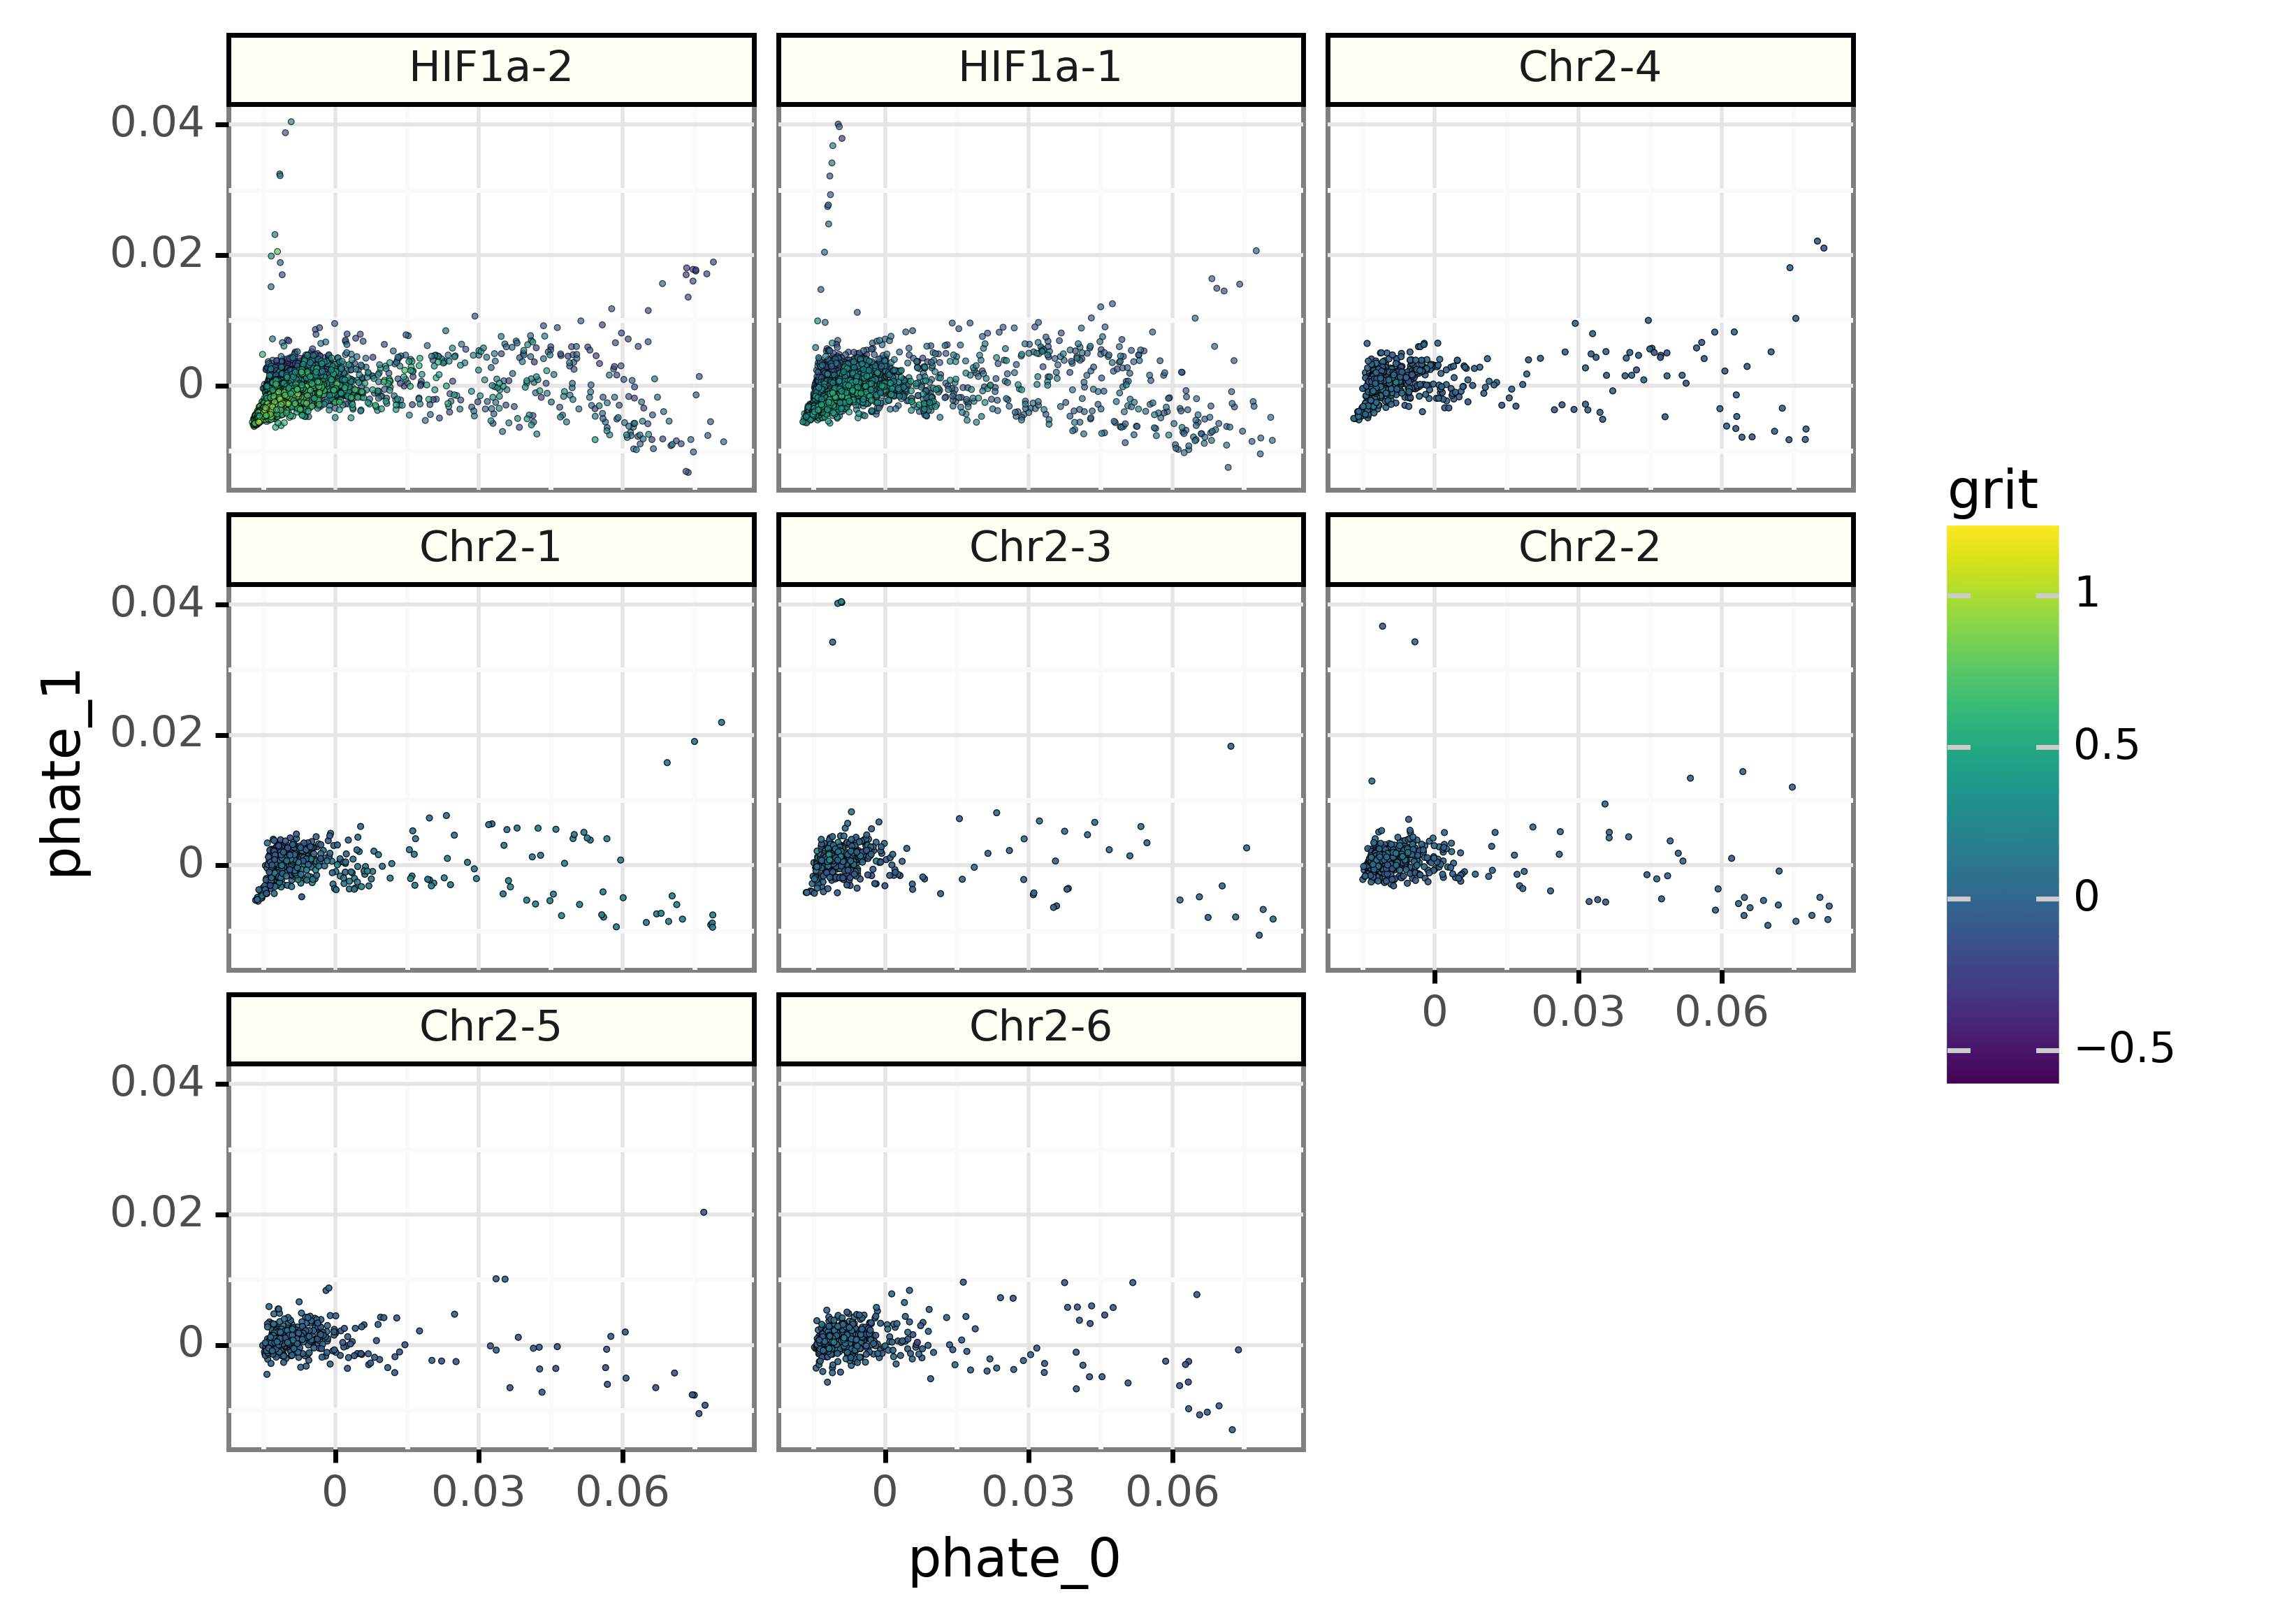 HIF1a-2 HIF1a-1 Chr2-4
0.04
0.02
0
Chr2-1 Chr2-3 Chr2-2
0.04
0.02
0
0 0.03 0.06
Chr2-5 Chr2-6
0.04
0.02
0
0 0.03 0.06 0 0.03 0.06
phate_0
phate_1
grit
1
0.5
0
−0.5